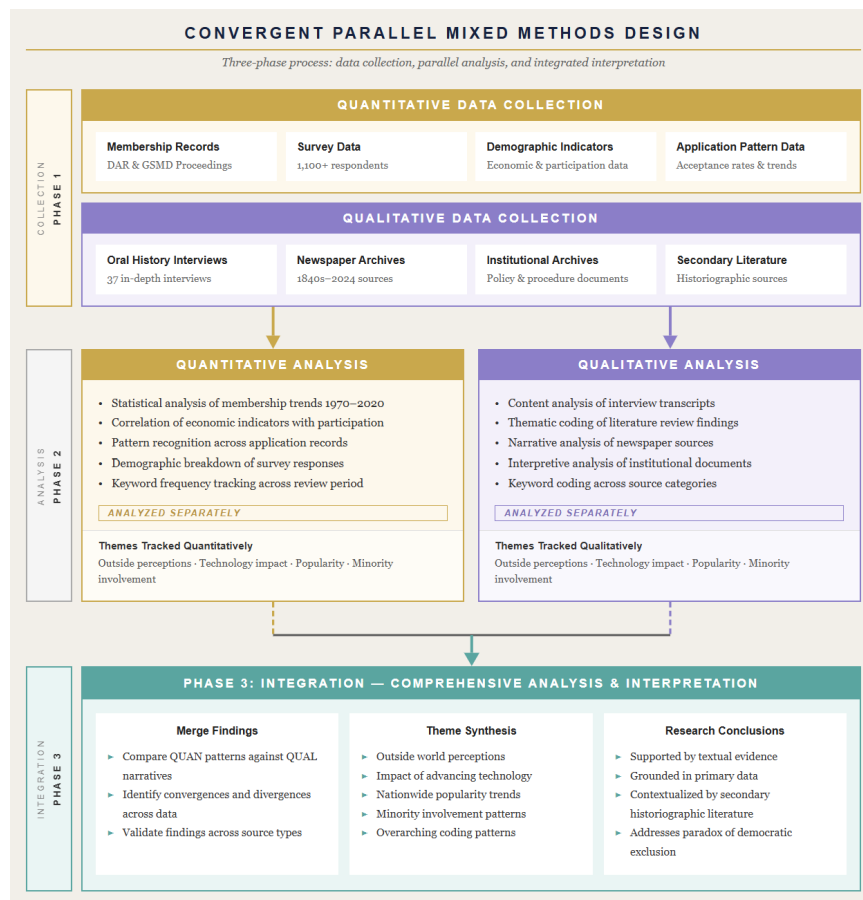 CONVERGENT PARALLEL MIXED METHODS DESIGN
Three-phase process: data collection, parallel analysis, and integrated interpretation
COLLECTION
PHASE 1
QUANTITATIVE DATA COLLECTION
Membership Records
DAR & GSMD Proceedings
Survey Data
1,100+ respondents
Demographic Indicators
Economic & participation data
Application Pattern Data
Acceptance rates & trends
QUALITATIVE DATA COLLECTION
Oral History Interviews
37 in-depth interviews
Newspaper Archives
1840s–2024 sources
Institutional Archives
Policy & procedure documents
Secondary Literature
Historiographic sources
ANALYSIS
PHASE 2
QUANTITATIVE ANALYSIS
• Statistical analysis of membership trends 1970–2020
• Correlation of economic indicators with participation
• Pattern recognition across application records
• Demographic breakdown of survey responses
• Keyword frequency tracking across review period
ANALYZED SEPARATELY
Themes Tracked Quantitatively
Outside perceptions · Technology impact · Popularity · Minority
involvement
QUALITATIVE ANALYSIS
• Content analysis of interview transcripts
• Thematic coding of literature review findings
• Narrative analysis of newspaper sources
• Interpretive analysis of institutional documents
• Keyword coding across source categories
ANALYZED SEPARATELY
Themes Tracked Qualitatively
Outside perceptions · Technology impact · Popularity · Minority
involvement
INTEGRATION
PHASE 3
PHASE 3: INTEGRATION — COMPREHENSIVE ANALYSIS & INTERPRETATION
Merge Findings
► Compare QUAN patterns against QUAL
narratives
► Identify convergences and divergences
across data
► Validate findings across source types
Theme Synthesis
► Outside world perceptions
► Impact of advancing technology
► Nationwide popularity trends
► Minority involvement patterns
► Overarching coding patterns
Research Conclusions
► Supported by textual evidence
► Grounded in primary data
► Contextualized by secondary
historiographic literature
► Addresses paradox of democratic
exclusion